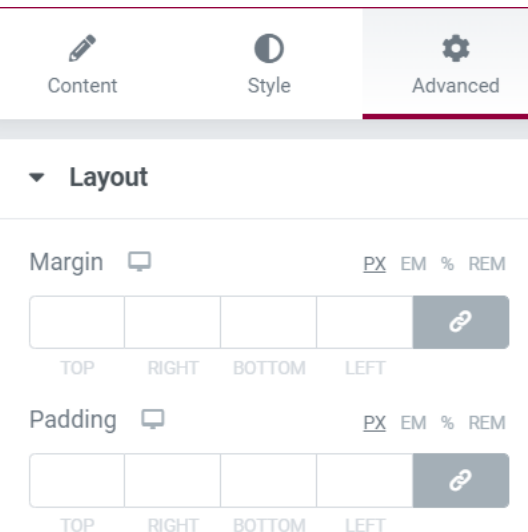 Content Style Advanced
Layout
Margin PX EM % REM
TOP RIGHT BOTTOM LEFT
Padding PX EM % REM
TOP RIGHT BOTTOM LEFT